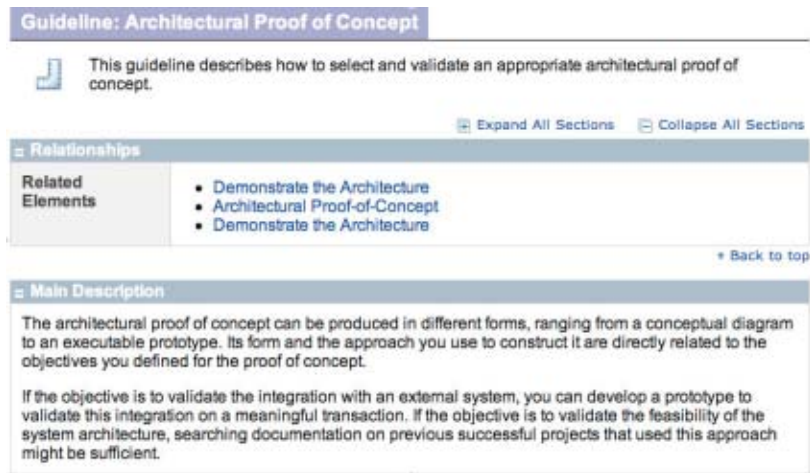 Guideline: Architectural Proof of Concept
This guideline describes how to select and validate an appropriate architectural proof of
concept.
Expand All Sections Collapse All Sections
Relationships
Related
Elements
• Demonstrate the Architecture
• Architectural Proof-of-Concept
• Demonstrate the Architecture
Back to top
Main Description
The architectural proof of concept can be produced in different forms, ranging from a conceptual diagram
to an executable prototype. Its form and the approach you use to construct it are directly related to the
objectives you defined for the proof of concept.
If the objective is to validate the integration with an external system, you can develop a prototype to
validate this integration on a meaningful transaction. If the objective is to validate the feasibility of the
system architecture, searching documentation on previous successful projects that used this approach
might be sufficient.